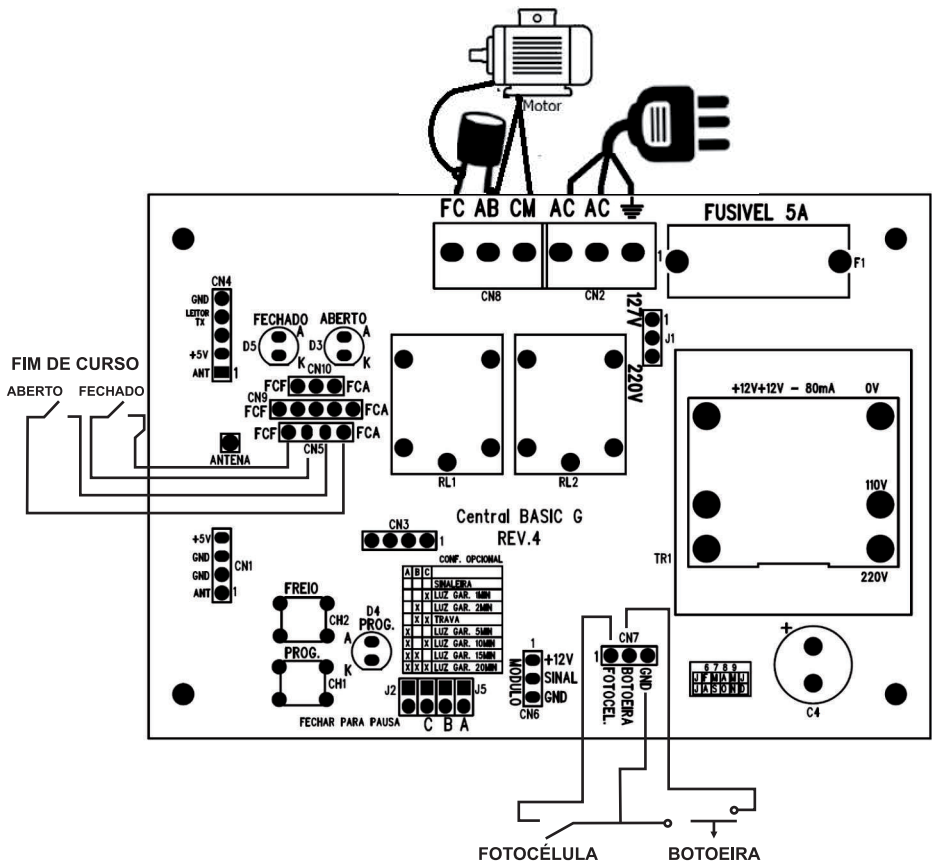 Motor
FC AB CM AC AC
FUSIVEL 5A
1
F1
CN8
CN2
CN4
GND
LEITOR
TX
+5V
ANT
1
FECHADO
ABERTO
D5
A
K
D3
A
K
127V
1
J1
220V
FIM DE CURSO
ABERTO FECHADO
CN10
FCF
FCA
CN9
FCF
FCA
FCF
FCA
CN5
ANTENA
RL1
RL2
+12V+12V - 80mA 0V
110V
TR1
220V
Central BASIC G
REV.4
CN3
1
+5V
GND
GND
ANT
CN1
1
FREIO
CH2
PROG.
CH1
D4
PROG.
A
K
CONF. OPCIONAL
A B C
SINALEIRA
X LUZ GAR. 1MIN
X LUZ GAR. 2MIN
X X TRAVA
X LUZ GAR. 5MIN
X X LUZ GAR. 10MIN
X X LUZ GAR. 15MIN
X X X LUZ GAR. 20MIN
J2
J5
FECHAR PARA PAUSA
C B A
1
MODULO
+12V
SINAL
GND
CN6
CN7
1
FOTOCEL.
BOTOEIRA
GND
6 7 8 9
J F M A M J
J A S O N D
+
C4
FOTOCÉLULA
BOTOEIRA